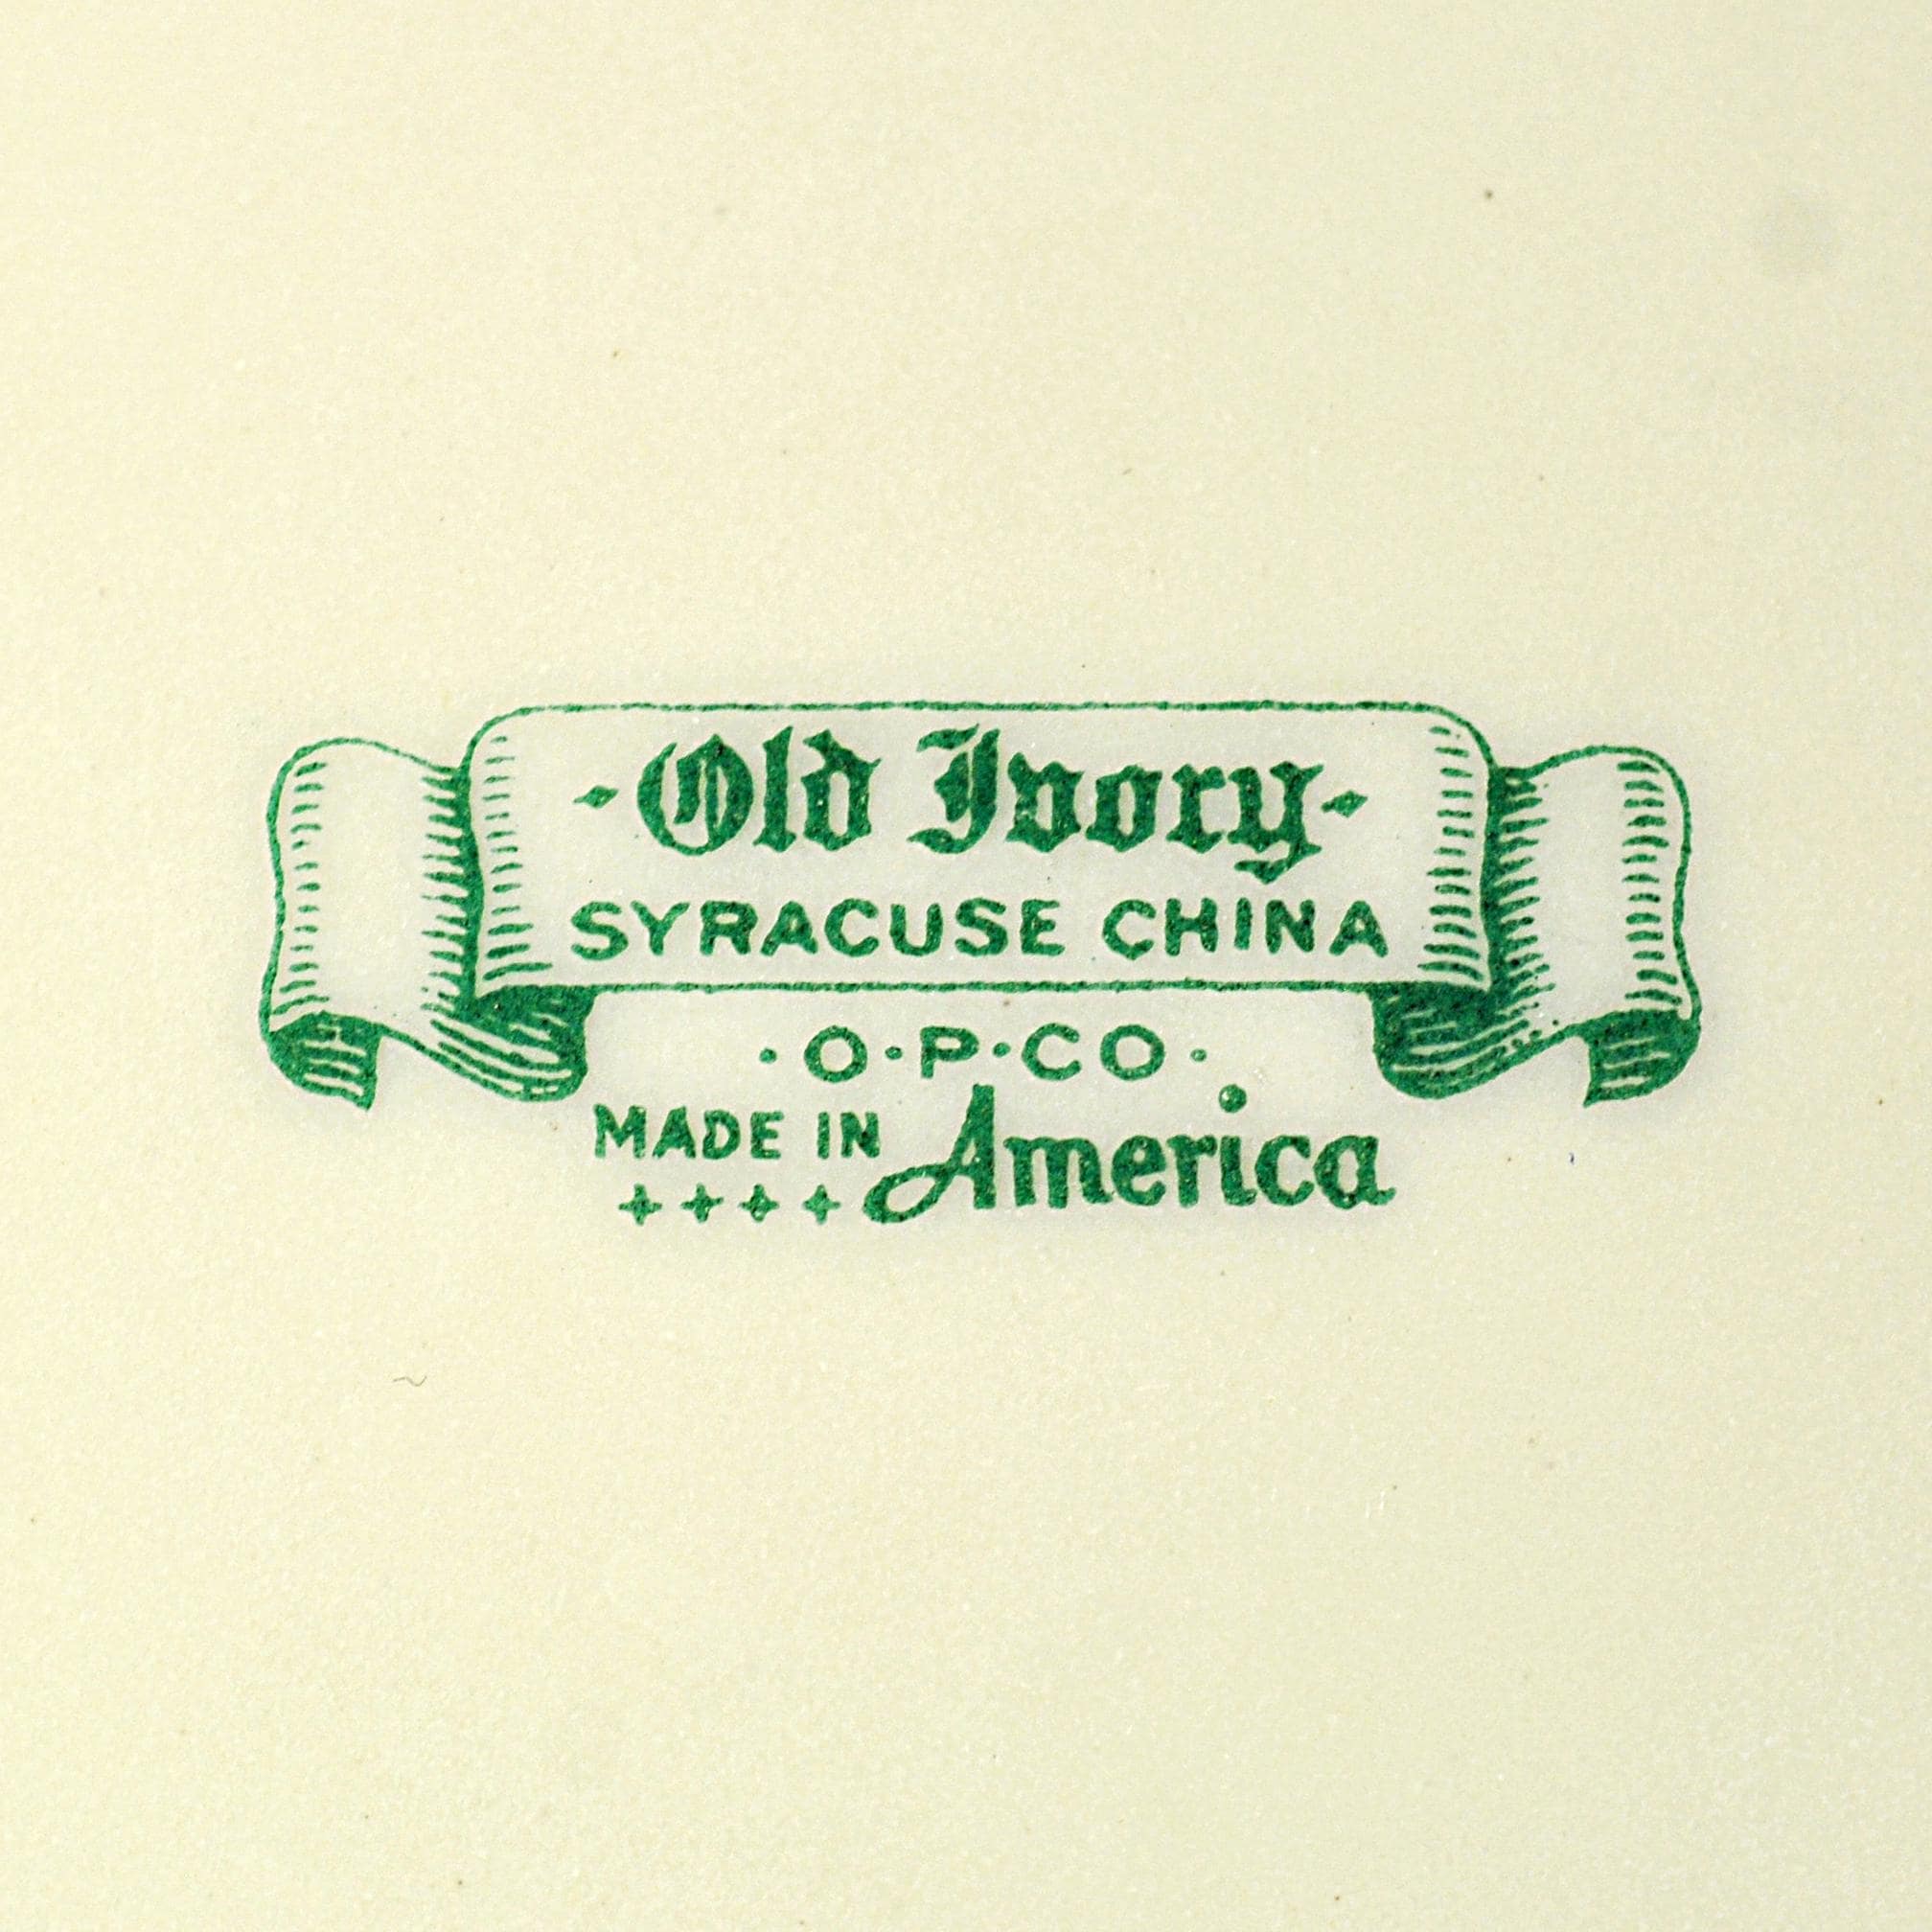 ·Old Ivory·
SYRACUSE CHINA
·O·P·CO·
MADE IN America